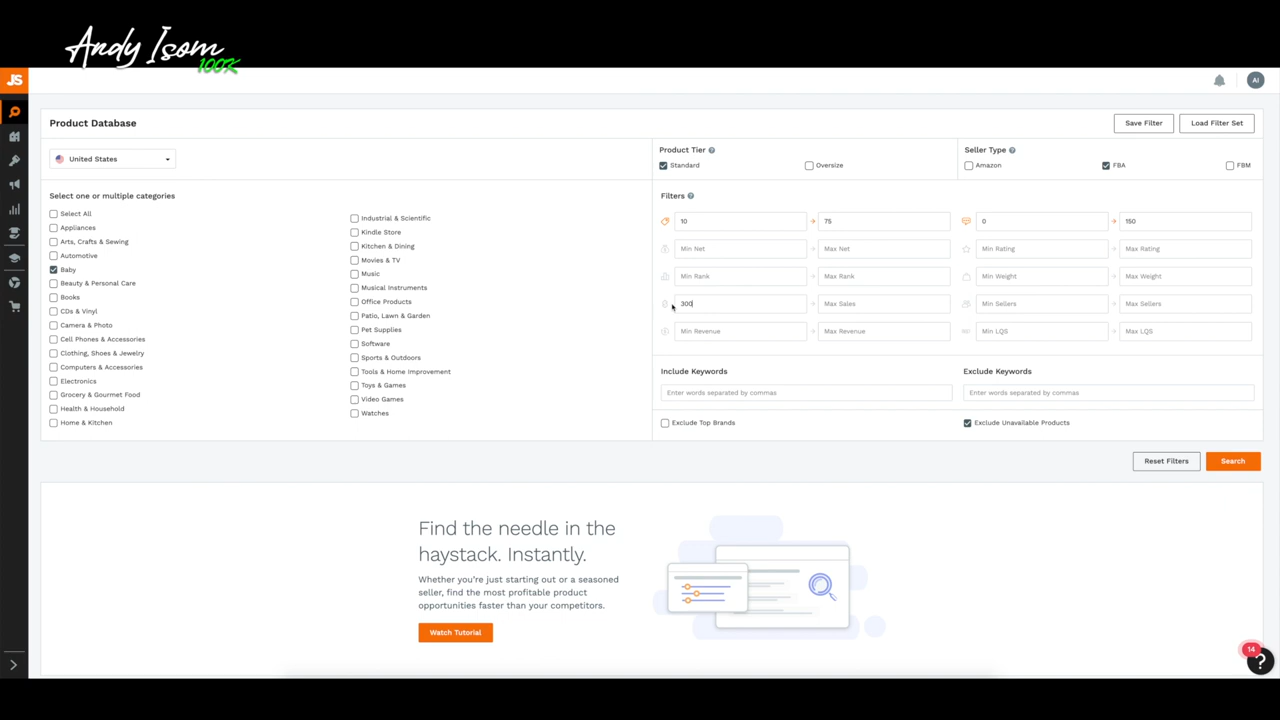 Andy Isom
100K
JS
AI
Product Database
Save Filter
Load Filter Set
United States
Product Tier
Standard
Oversize
Seller Type
Amazon
FBA
FBM
Select one or multiple categories
Select All
Appliances
Arts, Crafts & Sewing
Automotive
Baby
Beauty & Personal Care
Books
CDs & Vinyl
Camera & Photo
Cell Phones & Accessories
Clothing, Shoes & Jewelry
Computers & Accessories
Electronics
Grocery & Gourmet Food
Health & Household
Home & Kitchen
Industrial & Scientific
Kindle Store
Kitchen & Dining
Movies & TV
Music
Musical Instruments
Office Products
Patio, Lawn & Garden
Pet Supplies
Software
Sports & Outdoors
Tools & Home Improvement
Toys & Games
Video Games
Watches
Filters
10
75
0
150
Min Net
Max Net
Min Rating
Max Rating
Min Rank
Max Rank
Min Weight
Max Weight
300
Max Sales
Min Sellers
Max Sellers
Min Revenue
Max Revenue
Min LQS
Max LQS
Include Keywords
Exclude Keywords
Enter words separated by commas
Enter words separated by commas
Exclude Top Brands
Exclude Unavailable Products
Reset Filters
Search
Find the needle in the
haystack. Instantly.
Whether you're just starting out or a seasoned
seller, find the most profitable product
opportunities faster than your competitors.
Watch Tutorial
14
?